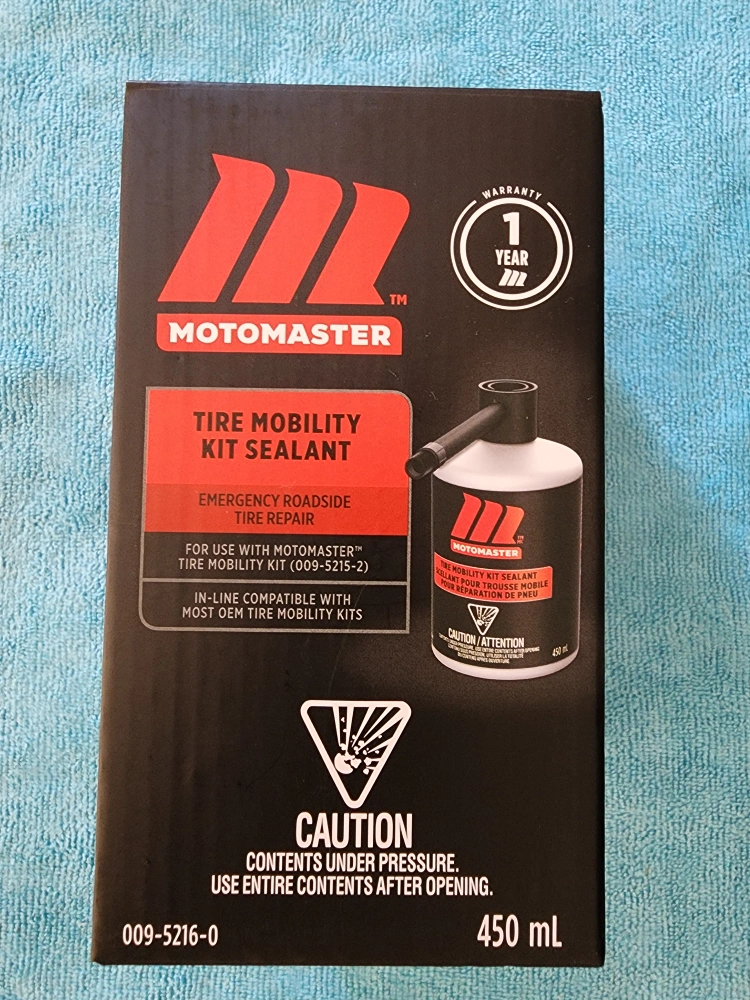 WARRANTY
1
YEAR
TM
MOTOMASTER
TIRE MOBILITY
KIT SEALANT
EMERGENCY ROADSIDE
TIRE REPAIR
FOR USE WITH MOTOMASTER™
TIRE MOBILITY KIT (009-5215-2)
IN-LINE COMPATIBLE WITH
MOST OEM TIRE MOBILITY KITS
MOTOMASTER
TIRE MOBILITY KIT SEALANT
SCELLANT POUR TROUSSE MOBILE
POUR RÉPARATION DE PNEU
CAUTION / ATTENTION
450 mL
CAUTION
CONTENTS UNDER PRESSURE.
USE ENTIRE CONTENTS AFTER OPENING.
009-5216-0
450 mL